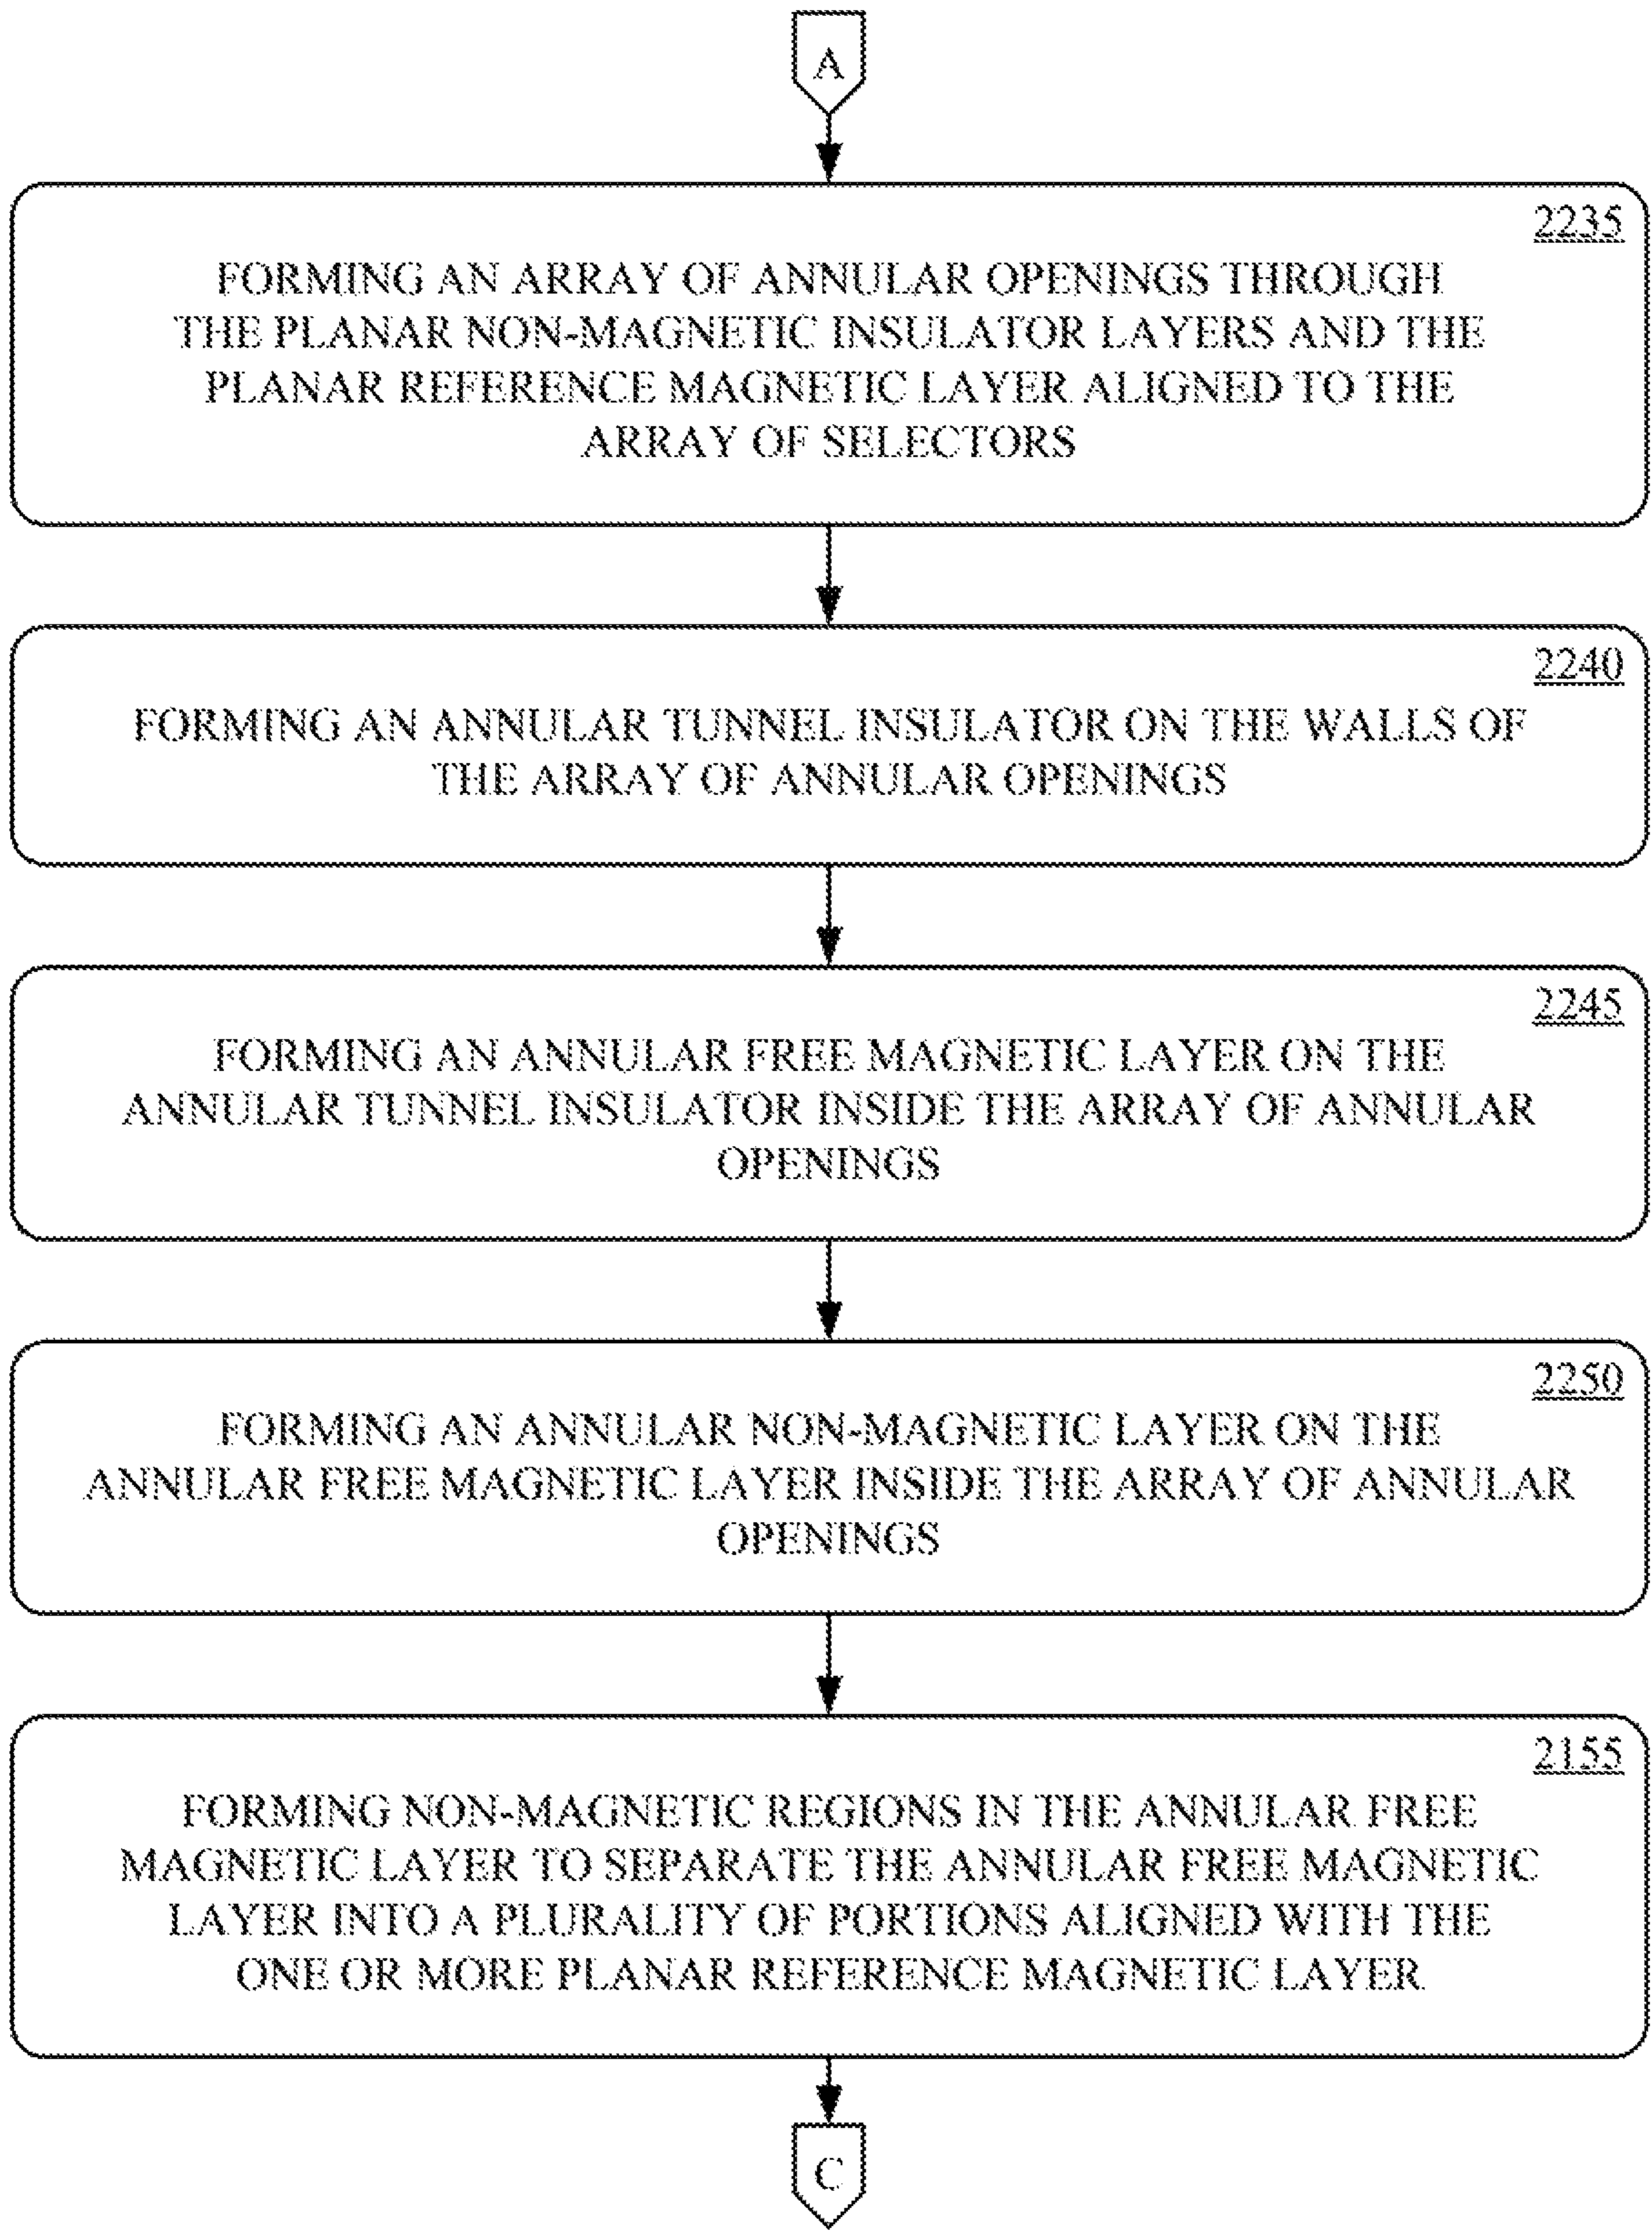 A
2235
FORMING AN ARRAY OF ANNULAR OPENINGS THROUGH
THE PLANAR NON-MAGNETIC INSULATOR LAYERS AND THE
PLANAR REFERENCE MAGNETIC LAYER ALIGNED TO THE
ARRAY OF SELECTORS
2240
FORMING AN ANNULAR TUNNEL INSULATOR ON THE WALLS OF
THE ARRAY OF ANNULAR OPENINGS
2245
FORMING AN ANNULAR FREE MAGNETIC LAYER ON THE
ANNULAR TUNNEL INSULATOR INSIDE THE ARRAY OF ANNULAR
OPENINGS
2250
FORMING AN ANNULAR NON-MAGNETIC LAYER ON THE
ANNULAR FREE MAGNETIC LAYER INSIDE THE ARRAY OF ANNULAR
OPENINGS
2155
FORMING NON-MAGNETIC REGIONS IN THE ANNULAR FREE
MAGNETIC LAYER TO SEPARATE THE ANNULAR FREE MAGNETIC
LAYER INTO A PLURALITY OF PORTIONS ALIGNED WITH THE
ONE OR MORE PLANAR REFERENCE MAGNETIC LAYER
C